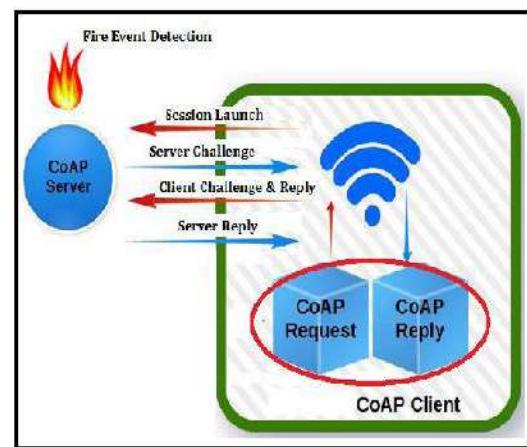 Fire Event Detection
Session Launch
Server Challenge
CoAP
Server
Client Challenge & Reply
Server Reply
CoAP
Request
CoAP
Reply
CoAP Client